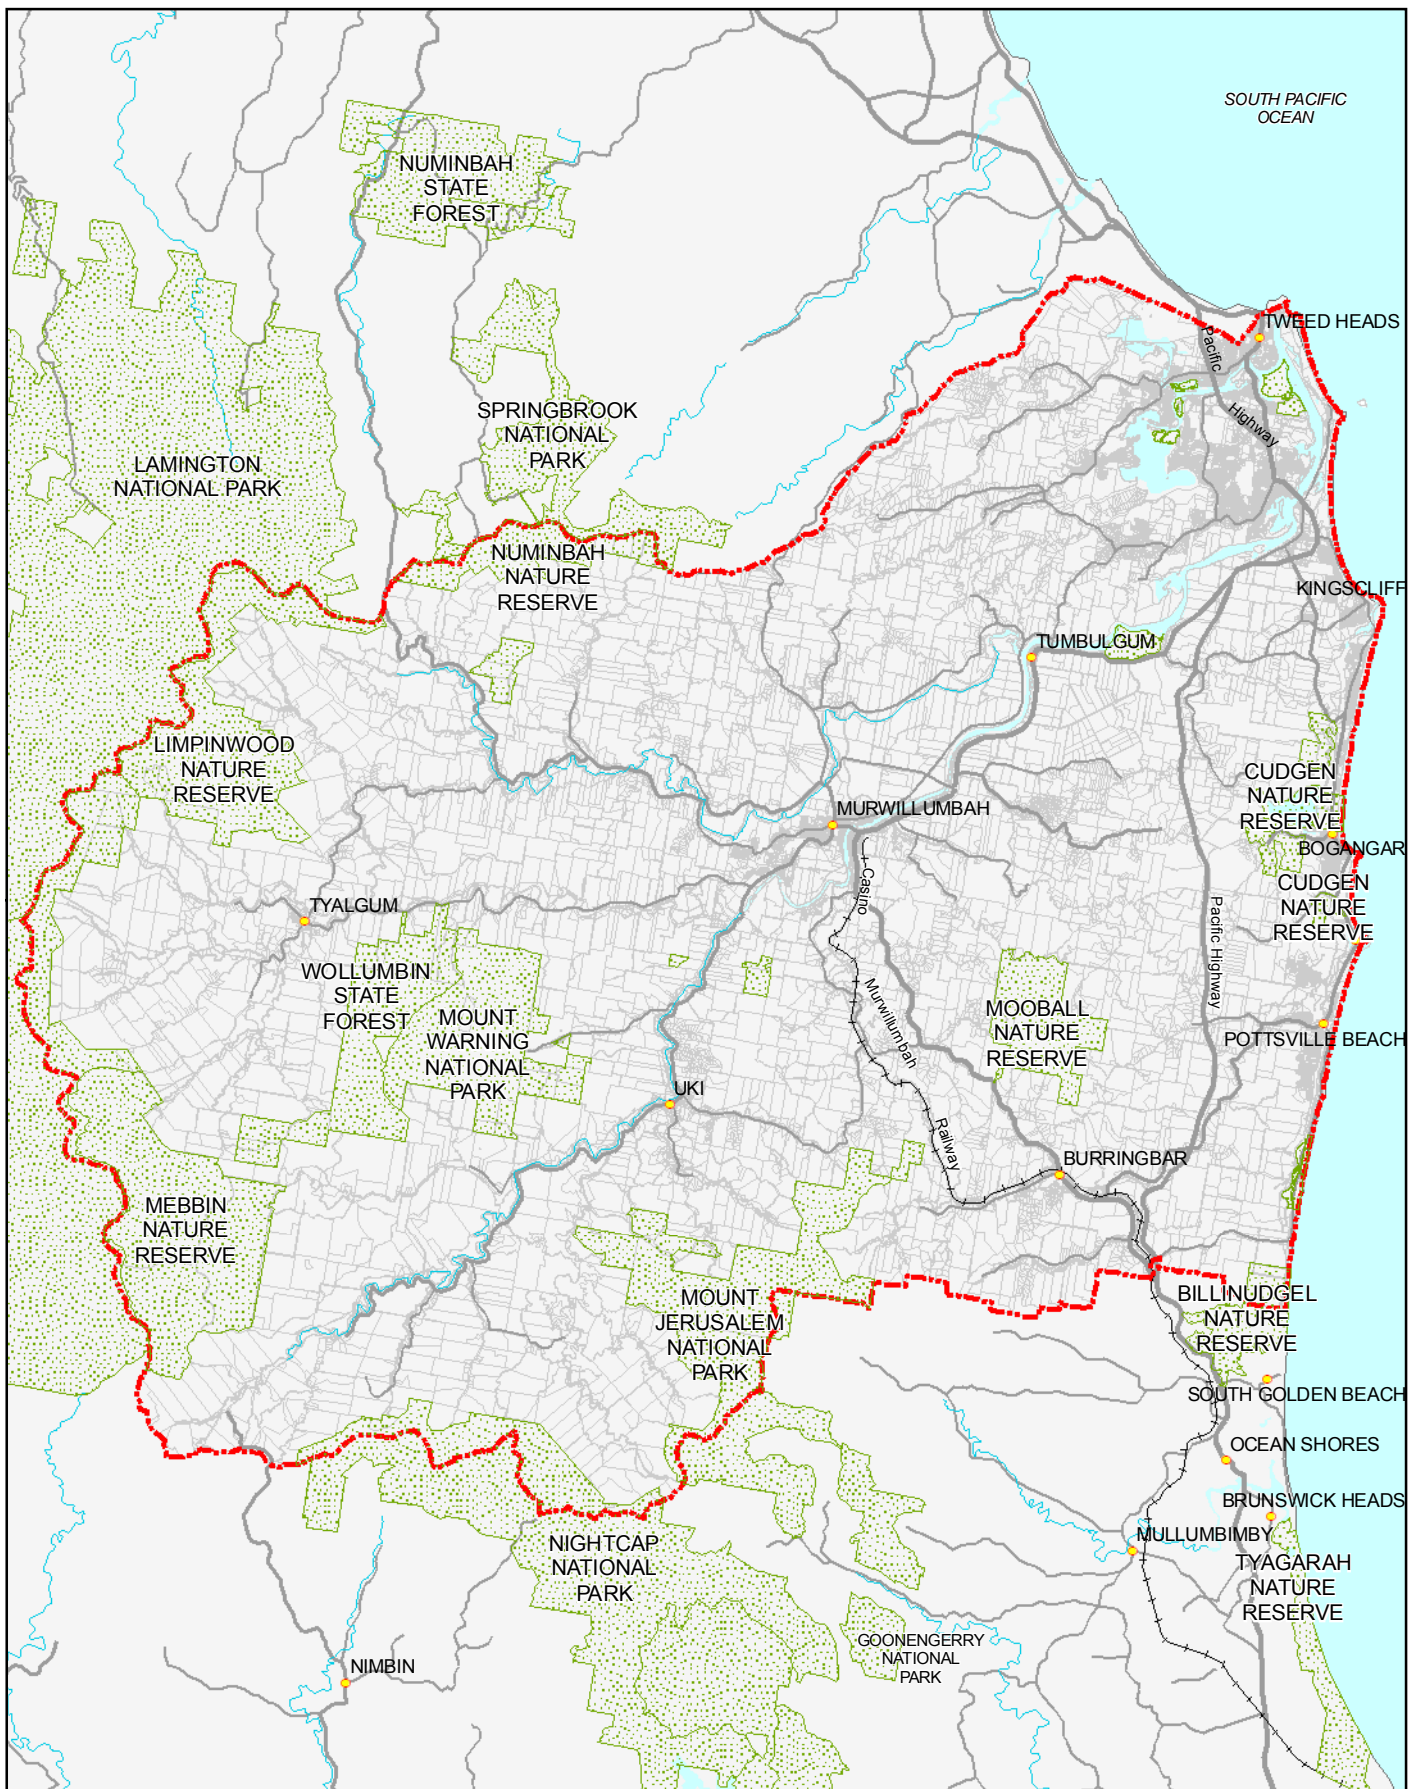 SOUTH PACIFIC
OCEAN
NUMINBAH
STATE
FOREST
TWEED HEADS
Pacific
Highway
SPRINGBROOK
NATIONAL
PARK
LAMINGTON
NATIONAL PARK
NUMINBAH
NATURE
RESERVE
KINGSCLIFF
TUMBULGUM
LIMPINWOOD
NATURE
RESERVE
CUDGEN
NATURE
RESERVE
MURWILLUMBAH
BOGANGAR
Casino
CUDGEN
NATURE
RESERVE
TYALGUM
Pacific Highway
WOLLUMBIN
STATE
FOREST
MOUNT
WARNING
NATIONAL
PARK
Murwillumbah
MOOBALL
NATURE
RESERVE
POTTSVILLE BEACH
UKI
Railway
BURRINGBAR
MEBBIN
NATURE
RESERVE
MOUNT
JERUSALEM
NATIONAL
PARK
BILLINUDGEL
NATURE
RESERVE
SOUTH GOLDEN BEACH
OCEAN SHORES
BRUNSWICK HEADS
MULLUMBIMBY
NIGHTCAP
NATIONAL
PARK
TYAGARAH
NATURE
RESERVE
GOONENGERRY
NATIONAL
PARK
NIMBIN